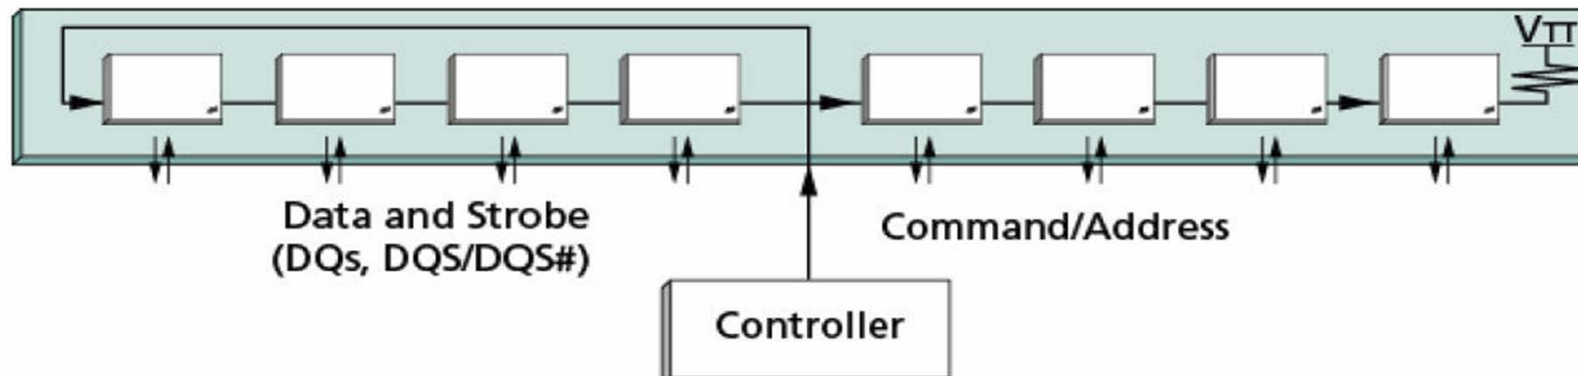 VTT
Data and Strobe
(DQs, DQS/DQS#)
Command/Address
Controller